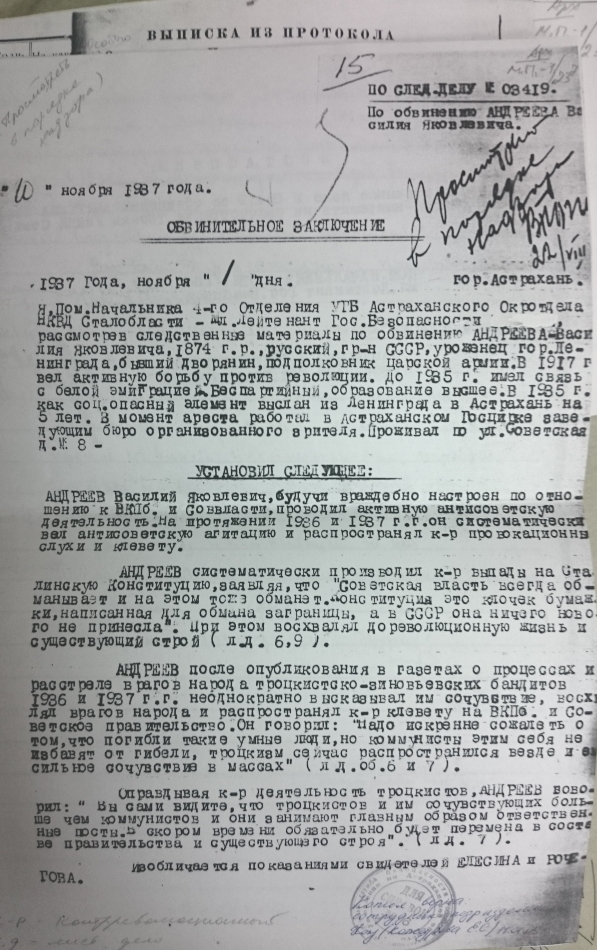 ВЫПИСКА ИЗ ПРОТОКОЛА
15
ПО СЛЕД.ДЕЛУ № 03419.
По обвинению АНДРЕЕВА Ва
силия Яковлевича.
Просмотрено
в порядке
надзора
22/VIII
"10" ноября 1937 года.
ОБВИНИТЕЛЬНОЕ ЗАКЛЮЧЕНИЕ
1937 Года, ноября "1" дня. гор.Астрахань.
Я,Пом.Начальника 4-го Отделения УГБ Астраханского Окротдела
НКВД Сталобласти - мл.Лейтенант Гос.Безопасности
рассмотрев следственные материалы по обвинению АНДРЕЕВА-Васи
лия Яковлевича,1874 г.р.,русский,гр-н СССР,уроженец гор.Ле-
нинграда,бывший дворянин,подполковник царской армии.В 1917 г
вел активную борьбу против революции. До 1935 г. имел связь
с белой эмиграцией.Беспартийный,образование высшее.В 1935 г.
как соц.опасный элемент выслан из Ленинграда в Астрахань на
5 лет. В момент ареста работал в Астраханском Госцирке заве-
дующим бюро организованного зрителя.Проживал по ул.Советская
д.№ 8 -
УСТАНОВИЛ СЛЕДУЮЩЕЕ:
АНДРЕЕВ Василий Яковлевич,будучи враждебно настроен по отно-
шению к ВКПб. и Соввласти,проводил активную антисоветскую
деятельность.На протяжении 1936 и 1937 г.г.он систематически
вел антисоветскую агитацию и распространял к-р провокационны
слухи и клевету.
АНДРЕЕВ систематически производил к-р выпады на Ста
линскую Конституцию,заявляя,что "Советская власть всегда об-
манывает и на этом тоже обманет.Конституция это клочек бумаж
ки,написанная для обмана заграницы, а в СССР она ничего ново
го не принесла". При этом восхвалял дореволюционную жизнь и
существующий строй ( л.д. 6,9 ).
АНДРЕЕВ после опубликования в газетах о процессах и
расстреле врагов народа троцкистско-зиновьевских бандитов
1936 и 1937 г.г. неоднократно высказывал им сочувствие, восхв
лял врагов народа и распространял к-р клевету на ВКПб. и Со-
ветское правительство.Он говорил: "Надо искренне сожалеть о
том,что погибли такие умные люди,но коммунисты этим себя не
избавят от гибели, троцкизм сейчас распространился везде и
сильное сочувствие в массах" ( л.д.об.6 и 7 ).
Оправдывая к-р деятельность троцкистов,АНДРЕЕВ вово-
рил:" Вы сами видите,что троцкистов и им сочувствующих боль-
ше чем коммунистов и они занимают главным образом ответствен-
ные посты.В скором времени обязательно будет перемена в соста
ве правительства и существующего строя". ( л.д. 7 ).
Изобличается показаниями свидетелей ЕЛЕСИНА и РОЧЕ-
ГОВА.